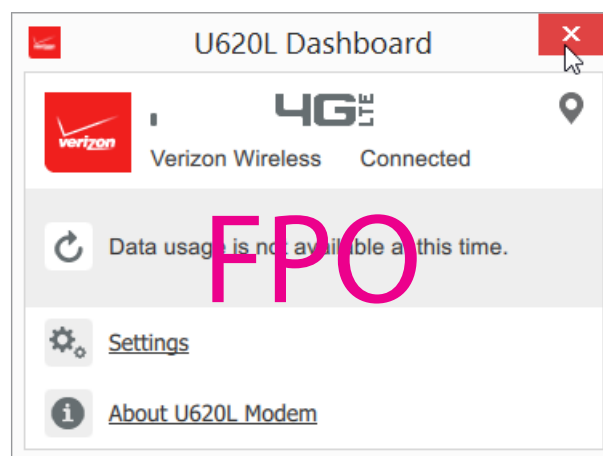 U620L Dashboard
4G LTE
verizon
Verizon Wireless Connected
Data usage is not available at this time.
FPO
Settings
About U620L Modem